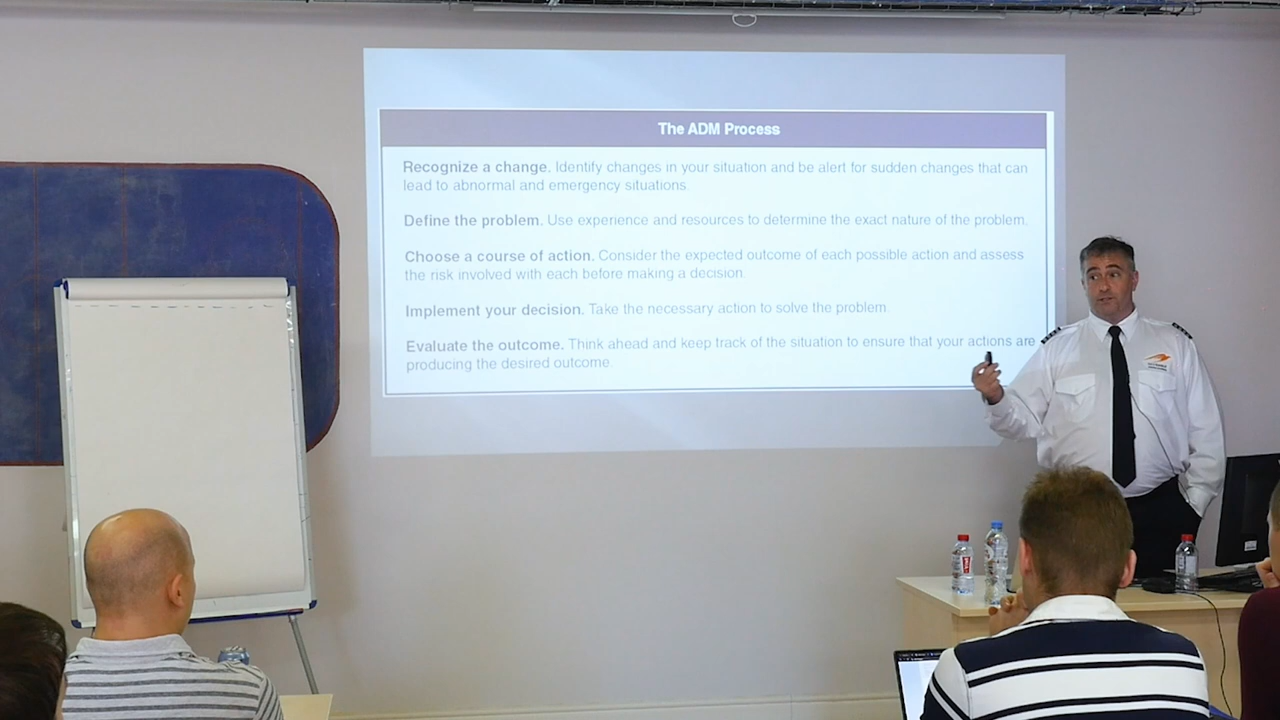 The ADM Process
Recognize a change. Identify changes in your situation and be alert for sudden changes that can
lead to abnormal and emergency situations.
Define the problem. Use experience and resources to determine the exact nature of the problem.
Choose a course of action. Consider the expected outcome of each possible action and assess
the risk involved with each before making a decision.
Implement your decision. Take the necessary action to solve the problem.
Evaluate the outcome. Think ahead and keep track of the situation to ensure that your actions are
producing the desired outcome.